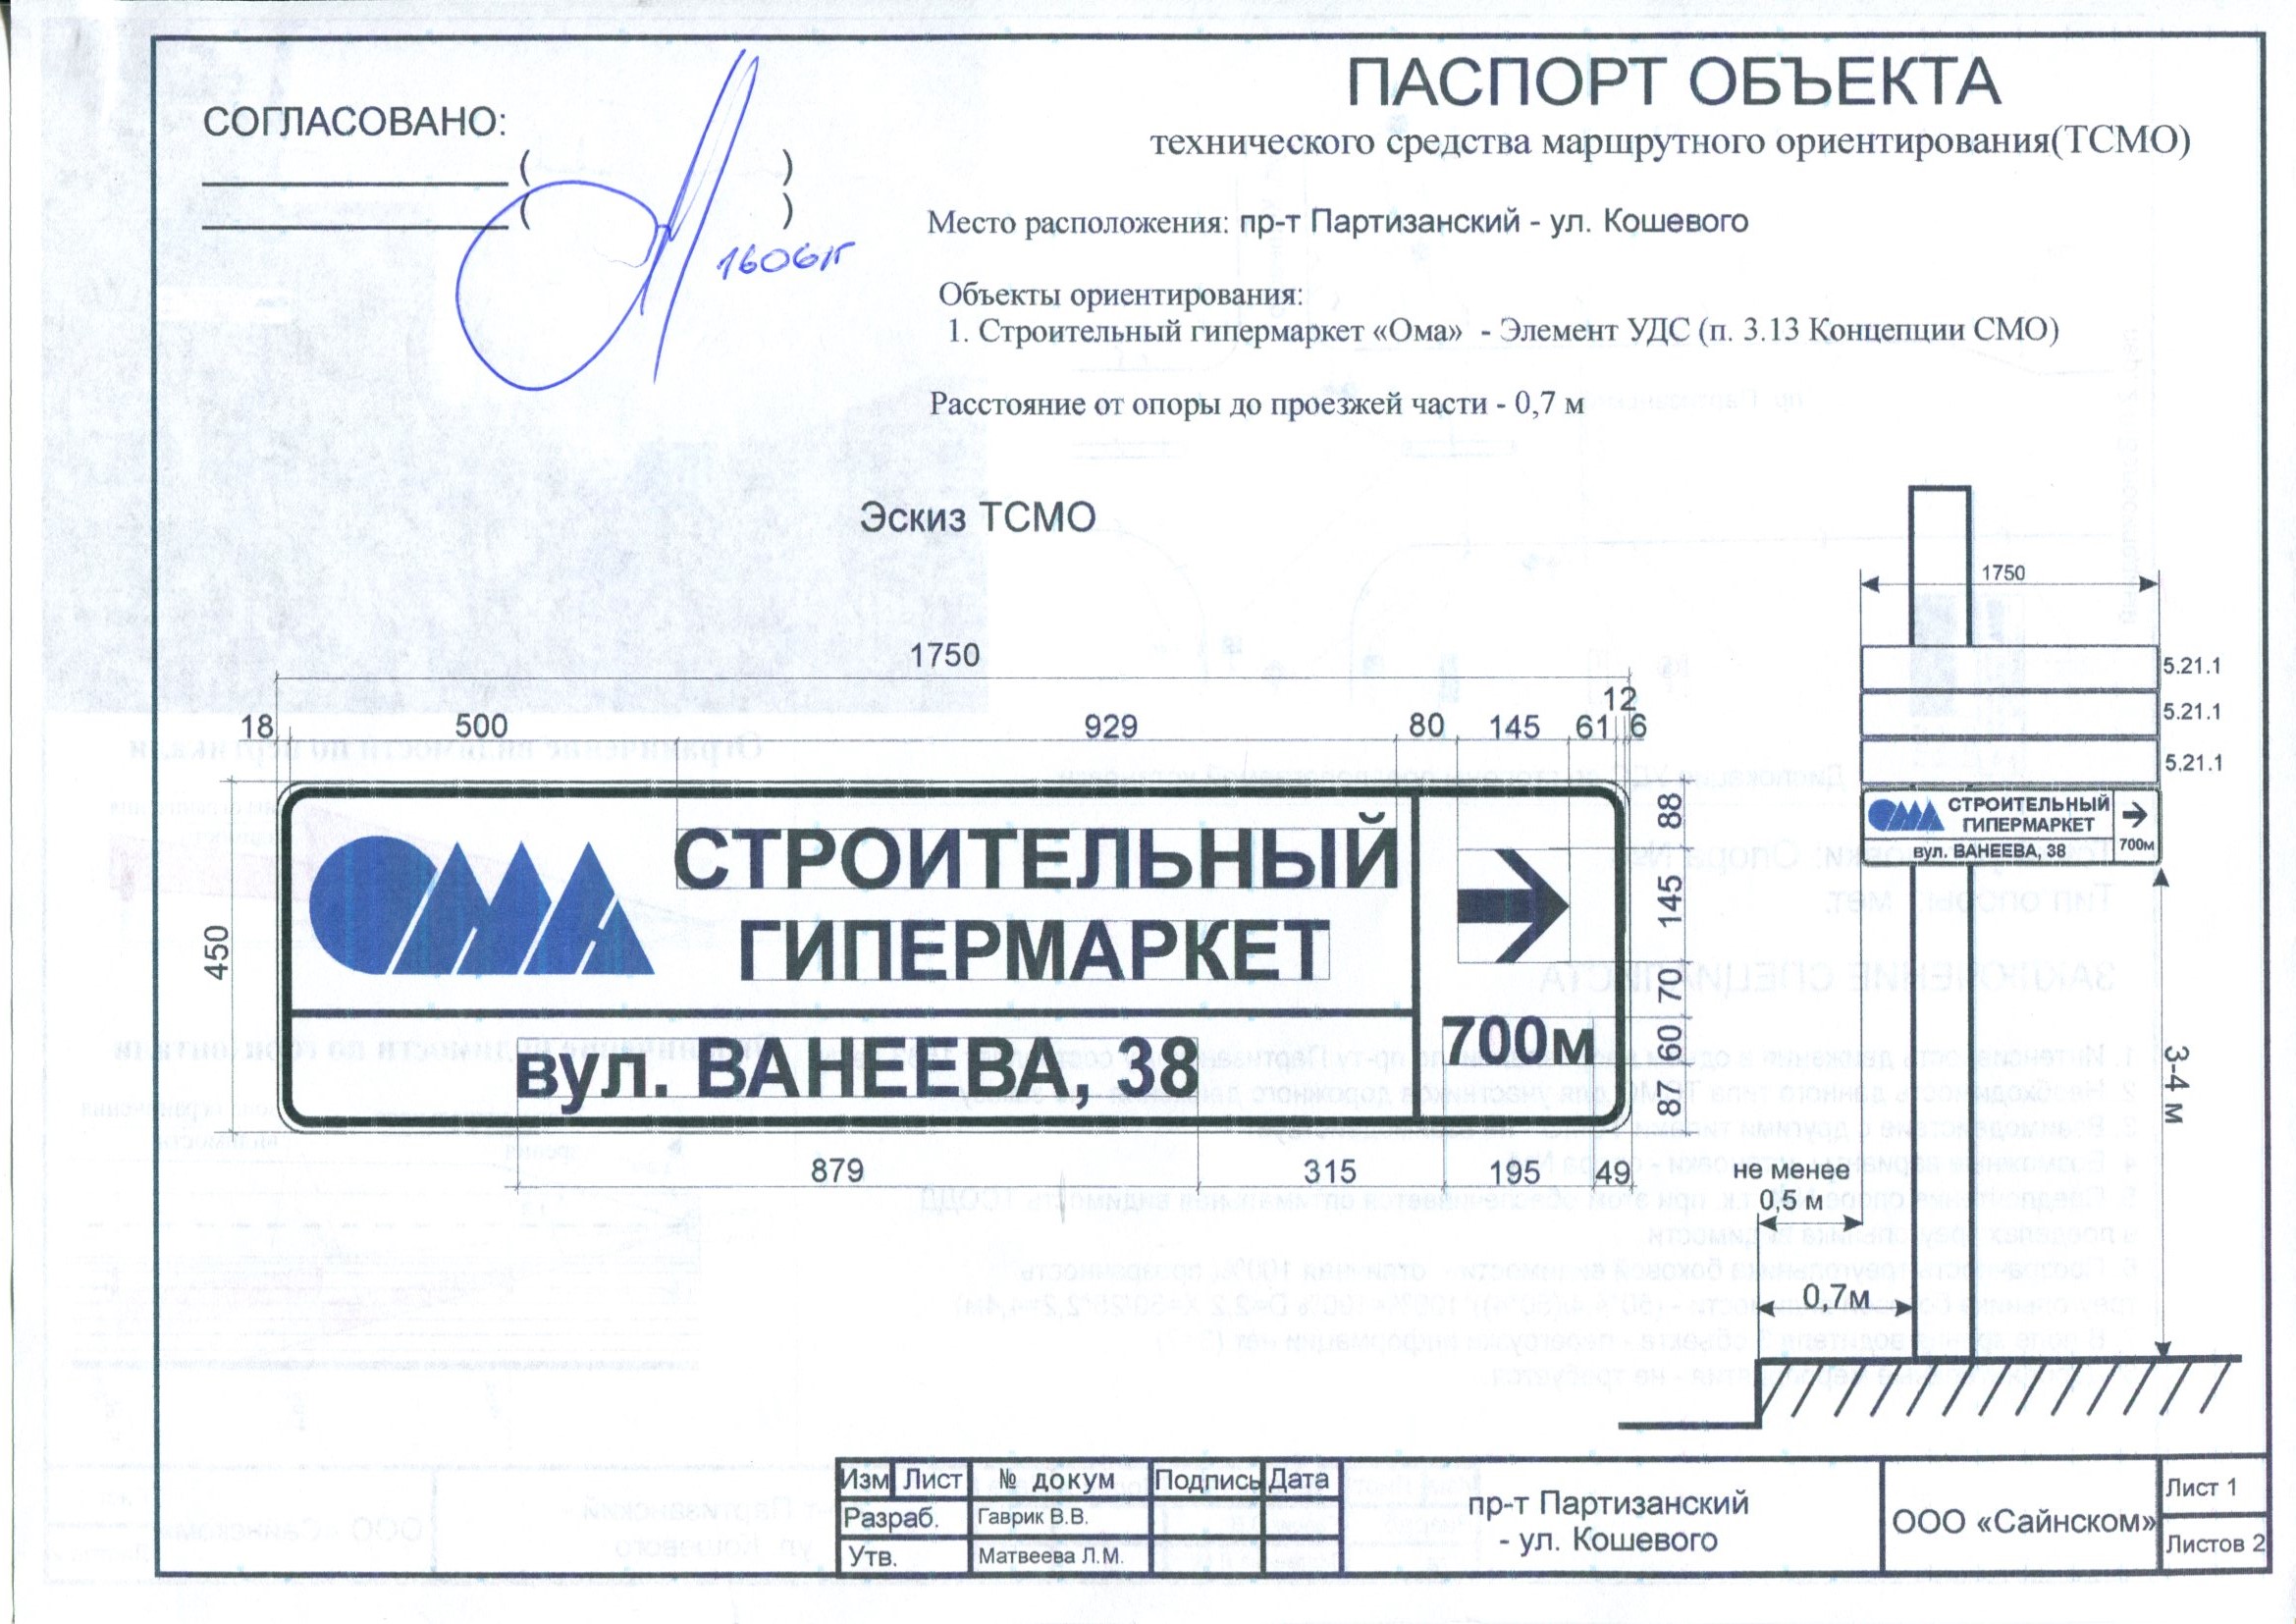 СОГЛАСОВАНО:
( )
( )
ПАСПОРТ ОБЪЕКТА
технического средства маршрутного ориентирования(ТСМО)
Место расположения: пр-т Партизанский - ул. Кошевого
Объекты ориентирования:
1. Строительный гипермаркет «Ома» - Элемент УДС (п. 3.13 Концепции СМО)
Расстояние от опоры до проезжей части - 0,7 м
Эскиз ТСМО
1750
12
18 500 929 80 145 61 6
450
ОМА СТРОИТЕЛЬНЫЙ
ГИПЕРМАРКЕТ
вул. ВАНЕЕВА, 38
700м
88
145
70
60
87
879 315 195 49
1750
5.21.1
5.21.1
5.21.1
ОМА СТРОИТЕЛЬНЫЙ
ГИПЕРМАРКЕТ
вул. ВАНЕЕВА, 38
700м
3-4 м
не менее
0,5 м
0,7м
Изм Лист № докум Подпись Дата
Разраб. Гаврик В.В.
Утв. Матвеева Л.М.
пр-т Партизанский
- ул. Кошевого
ООО «Сайнском»
Лист 1
Листов 2